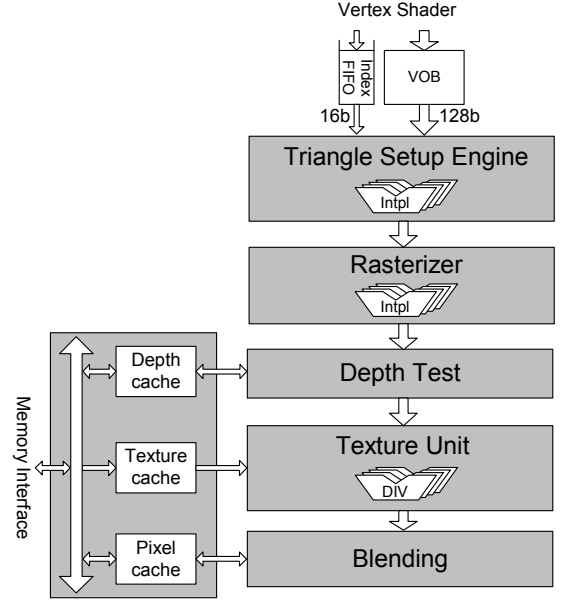 Vertex Shader
Index
FIFO
VOB
16b
128b
Triangle Setup Engine
Intpl
Rasterizer
Intpl
Depth
cache
Depth Test
Memory Interface
Texture
cache
Texture Unit
DIV
Pixel
cache
Blending